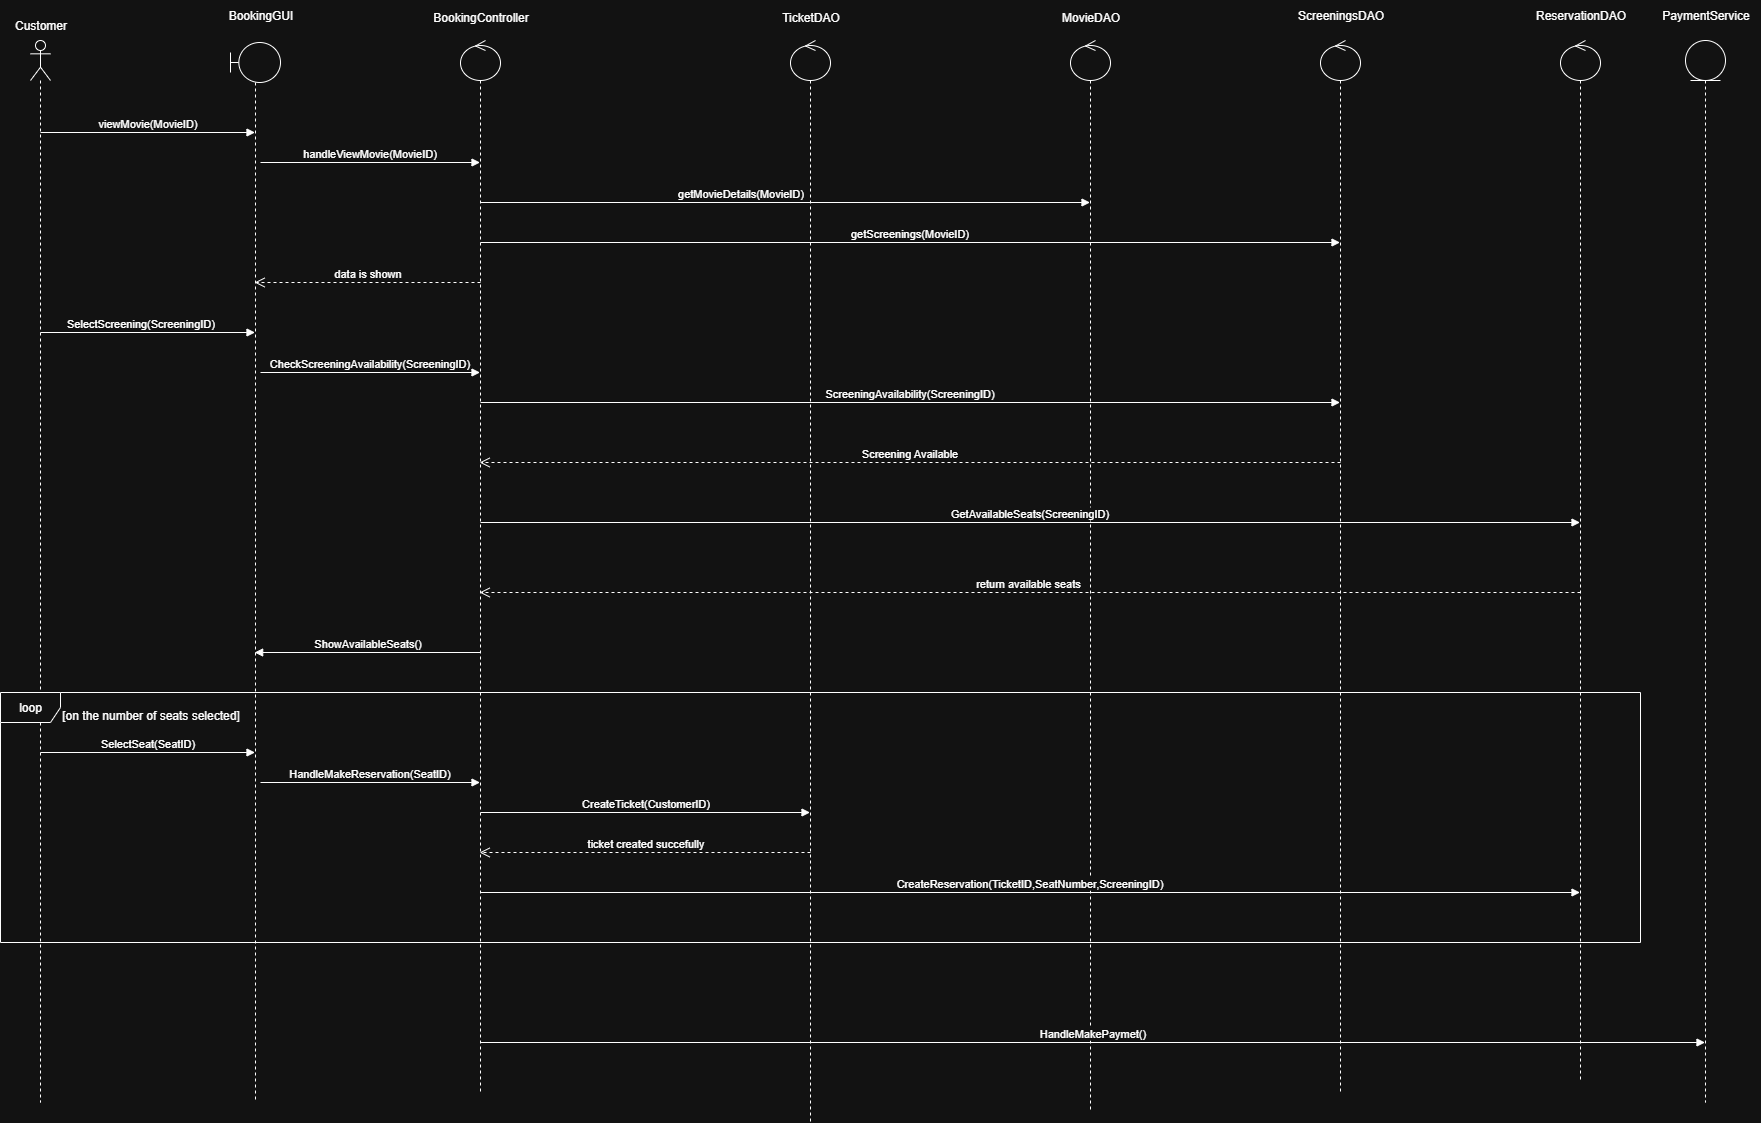 Customer
BookingGUI
BookingController
TicketDAO
MovieDAO
ScreeningsDAO
ReservationDAO
PaymentService
viewMovie(MovieID)
handleViewMovie(MovieID)
getMovieDetails(MovieID)
getScreenings(MovieID)
data is shown
SelectScreening(ScreeningID)
CheckScreeningAvailability(ScreeningID)
ScreeningAvailability(ScreeningID)
Screening Available
GetAvailableSeats(ScreeningID)
return available seats
ShowAvailableSeats()
loop
[on the number of seats selected]
SelectSeat(SeatID)
HandleMakeReservation(SeatID)
CreateTicket(CustomerID)
ticket created succefully
CreateReservation(TicketID,SeatNumber,ScreeningID)
HandleMakePaymet()